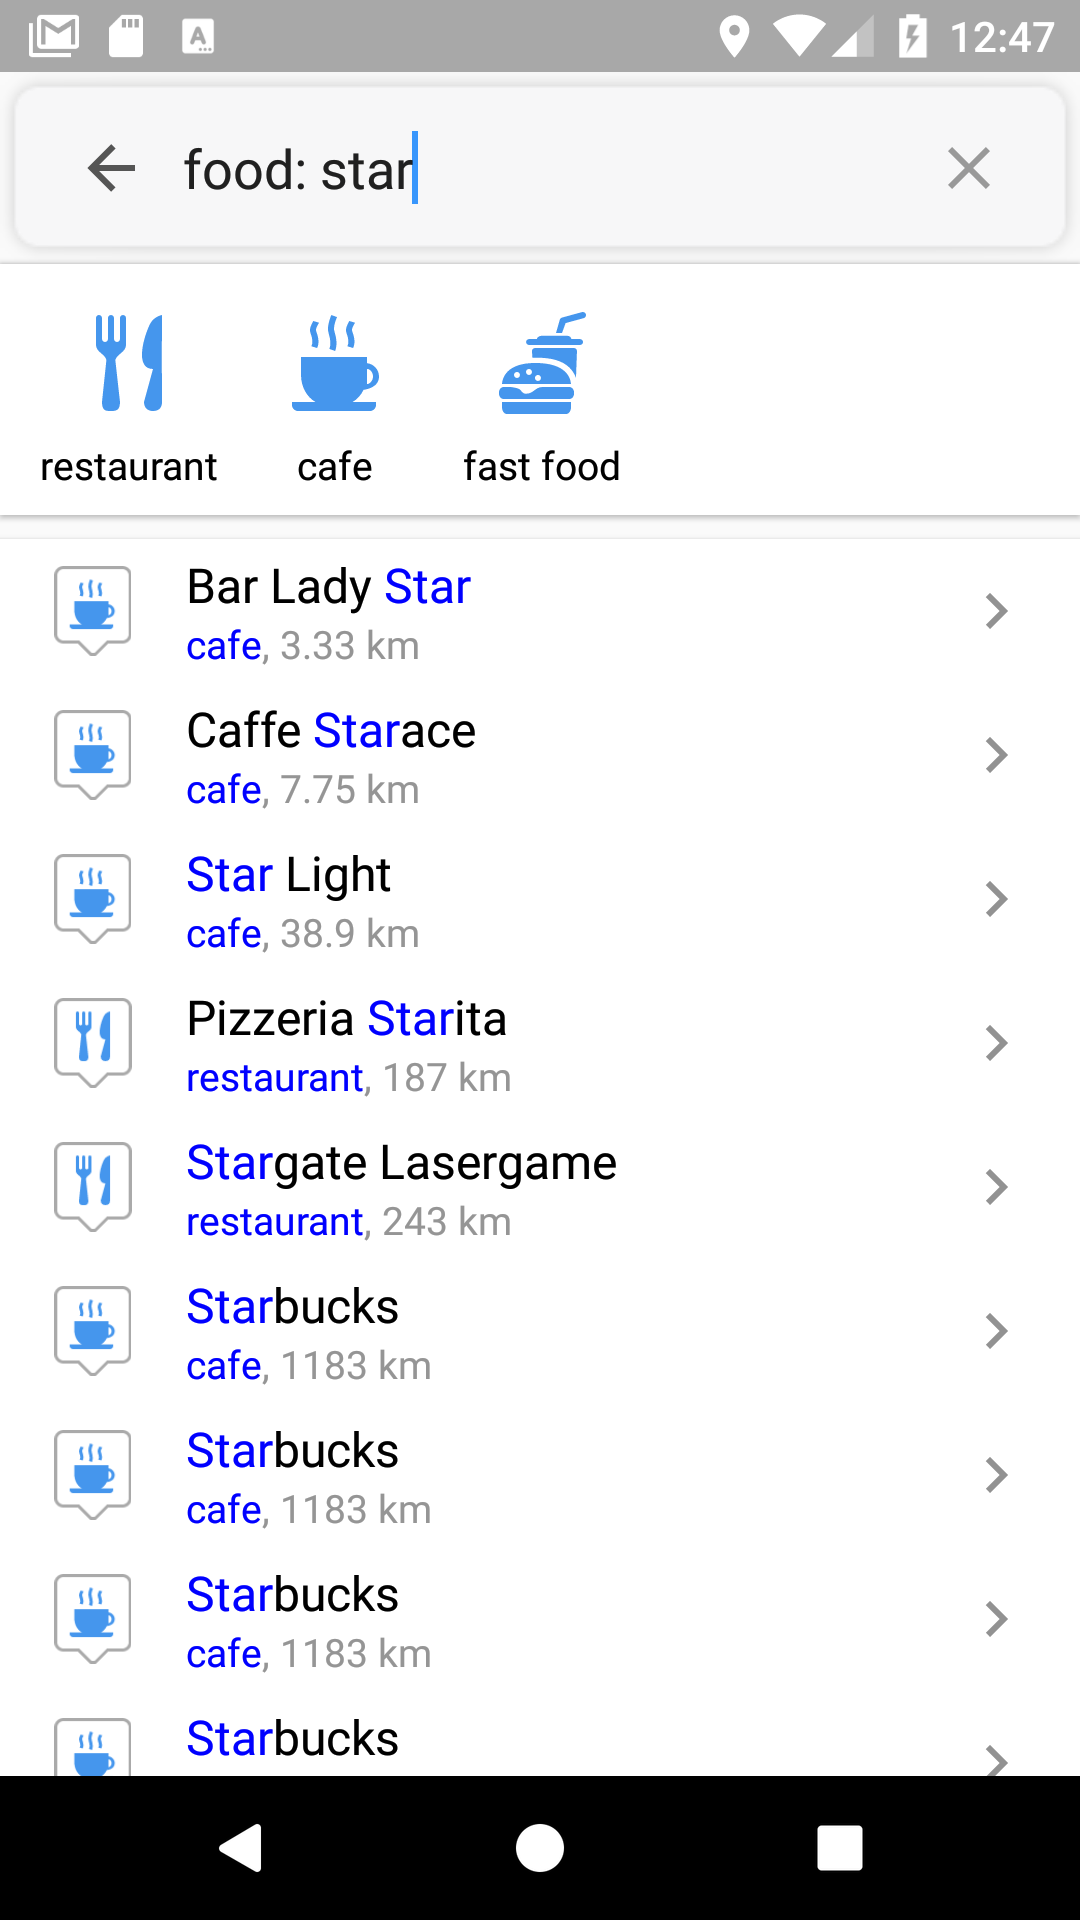 12:47
food: star
restaurant cafe fast food
Bar Lady Star
cafe, 3.33 km
Caffe Starace
cafe, 7.75 km
Star Light
cafe, 38.9 km
Pizzeria Starita
restaurant, 187 km
Stargate Lasergame
restaurant, 243 km
Starbucks
cafe, 1183 km
Starbucks
cafe, 1183 km
Starbucks
cafe, 1183 km
Starbucks